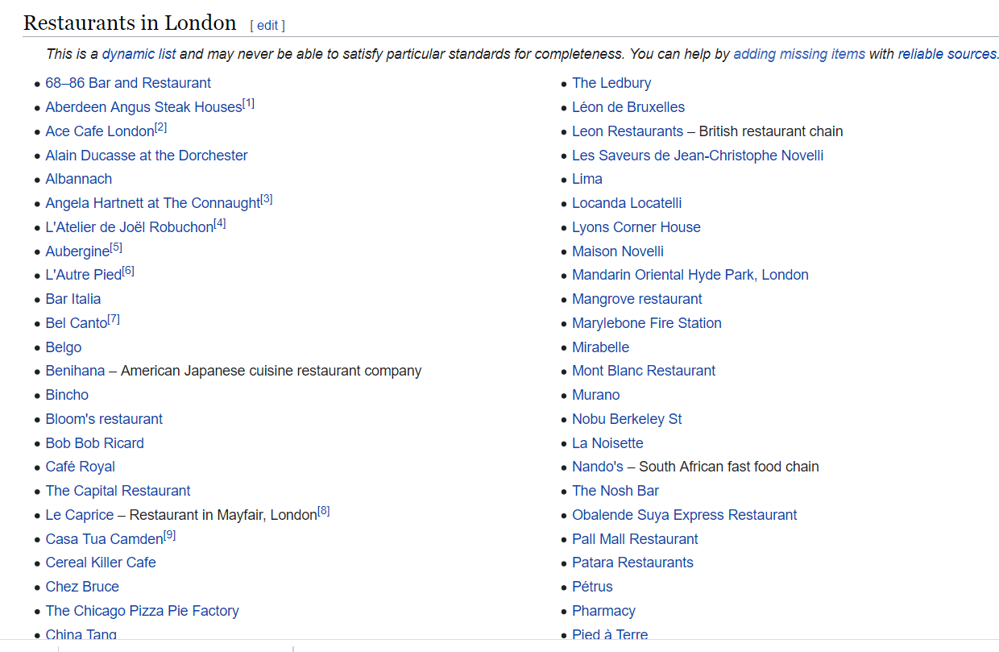 Restaurants in London [ edit ]
This is a dynamic list and may never be able to satisfy particular standards for completeness. You can help by adding missing items with reliable sources.
• 68–86 Bar and Restaurant
• Aberdeen Angus Steak Houses[1]
• Ace Cafe London[2]
• Alain Ducasse at the Dorchester
• Albannach
• Angela Hartnett at The Connaught[3]
• L'Atelier de Joël Robuchon[4]
• Aubergine[5]
• L'Autre Pied[6]
• Bar Italia
• Bel Canto[7]
• Belgo
• Benihana – American Japanese cuisine restaurant company
• Bincho
• Bloom's restaurant
• Bob Bob Ricard
• Café Royal
• The Capital Restaurant
• Le Caprice – Restaurant in Mayfair, London[8]
• Casa Tua Camden[9]
• Cereal Killer Cafe
• Chez Bruce
• The Chicago Pizza Pie Factory
• China Tang
• The Ledbury
• Léon de Bruxelles
• Leon Restaurants – British restaurant chain
• Les Saveurs de Jean-Christophe Novelli
• Lima
• Locanda Locatelli
• Lyons Corner House
• Maison Novelli
• Mandarin Oriental Hyde Park, London
• Mangrove restaurant
• Marylebone Fire Station
• Mirabelle
• Mont Blanc Restaurant
• Murano
• Nobu Berkeley St
• La Noisette
• Nando's – South African fast food chain
• The Nosh Bar
• Obalende Suya Express Restaurant
• Pall Mall Restaurant
• Patara Restaurants
• Pétrus
• Pharmacy
• Pied à Terre